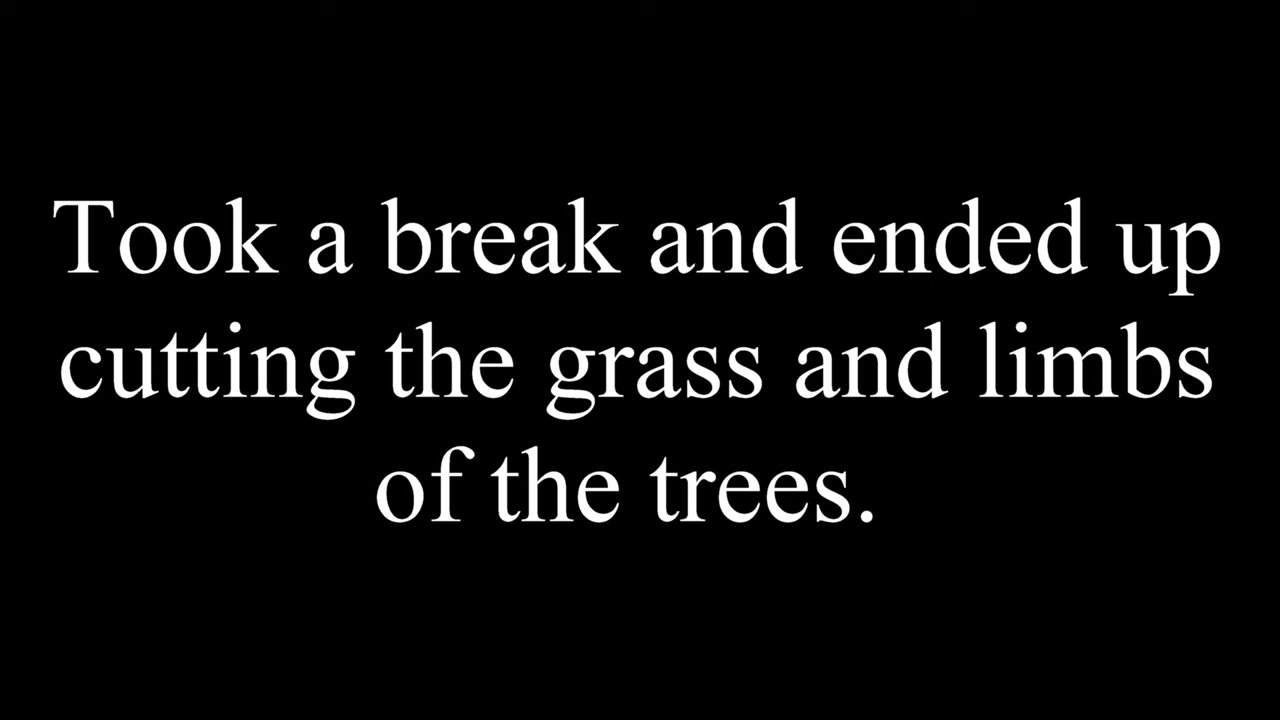 Took a break and ended up
cutting the grass and limbs
of the trees.